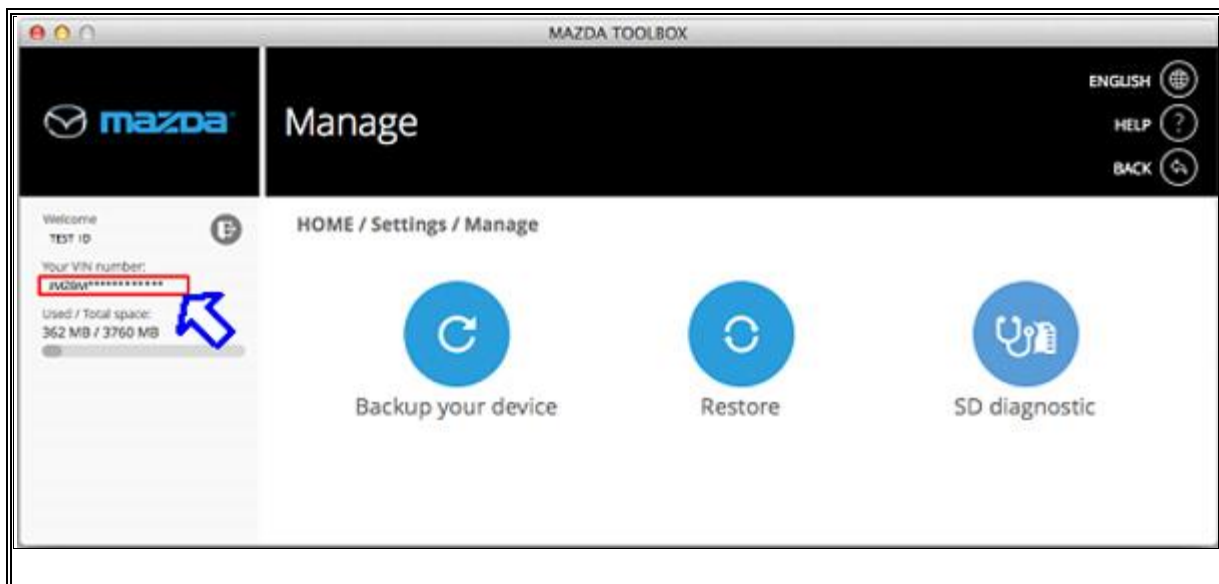 MAZDA TOOLBOX
mazda
Manage
ENGLISH
HELP
BACK
Welcome
TEST ID
Your VIN number:
Used / Total space:
362 MB / 3760 MB
HOME / Settings / Manage
Backup your device
Restore
SD diagnostic